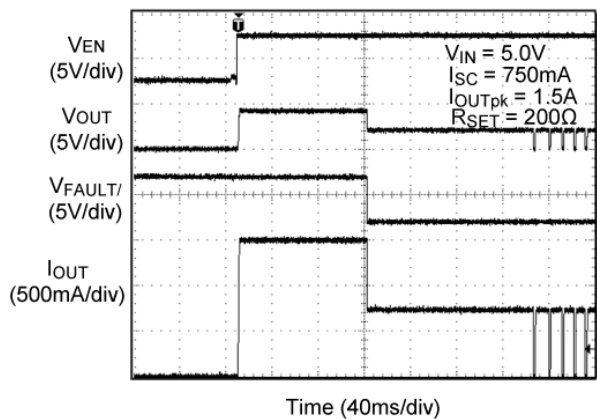 T
VEN
(5V/div)
VIN = 5.0V
ISC = 750mA
IOUTpk = 1.5A
RSET = 200Ω
VOUT
(5V/div)
VFAULT/
(5V/div)
IOUT
(500mA/div)
Time (40ms/div)